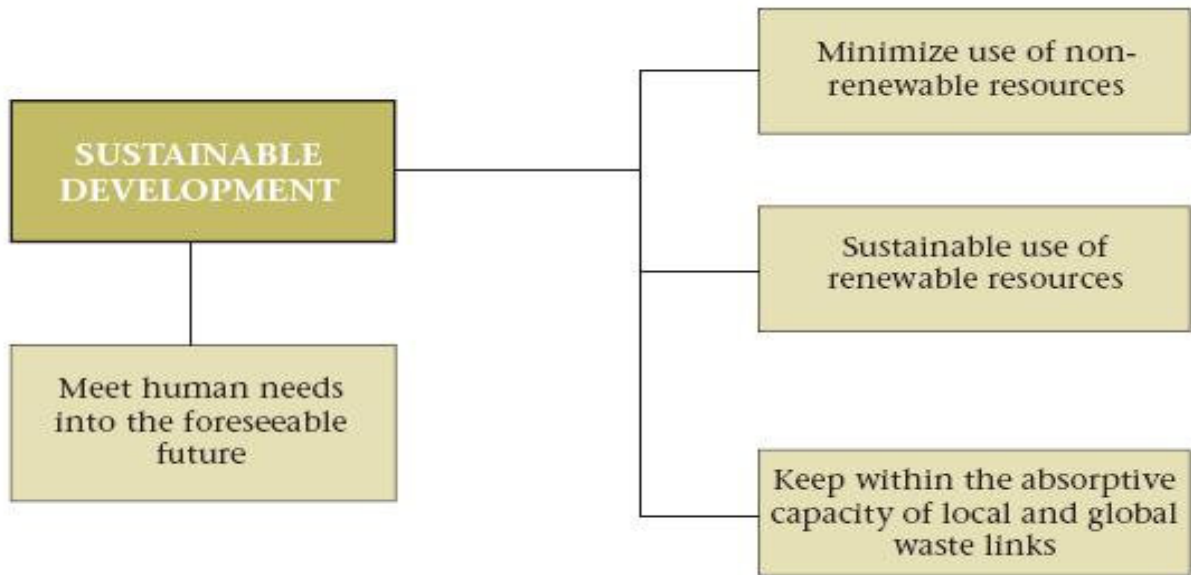 SUSTAINABLE
DEVELOPMENT
Meet human needs
into the foreseeable
future
Minimize use of non-
renewable resources
Sustainable use of
renewable resources
Keep within the absorptive
capacity of local and global
waste links